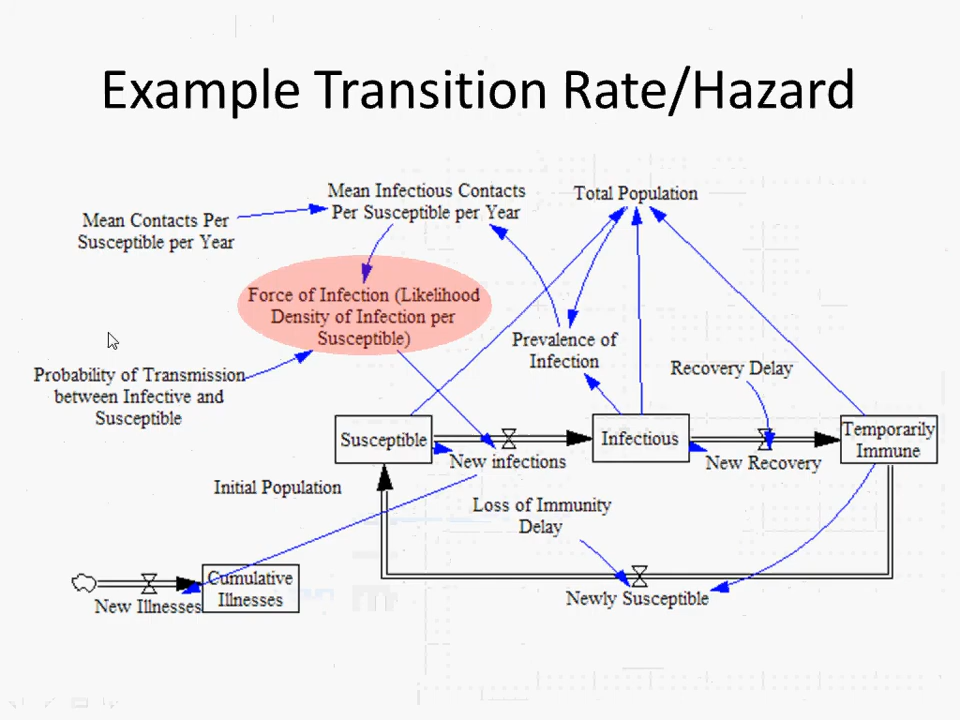 Example Transition Rate/Hazard
Mean Infectious Contacts
Per Susceptible per Year
Total Population
Mean Contacts Per
Susceptible per Year
Force of Infection (Likelihood
Density of Infection per
Susceptible)
Prevalence of
Infection
Recovery Delay
Probability of Transmission
between Infective and
Susceptible
Susceptible
Infectious
Temporarily
Immune
New infections
New Recovery
Initial Population
Loss of Immunity
Delay
Cumulative
Illnesses
New Illnesses
Newly Susceptible